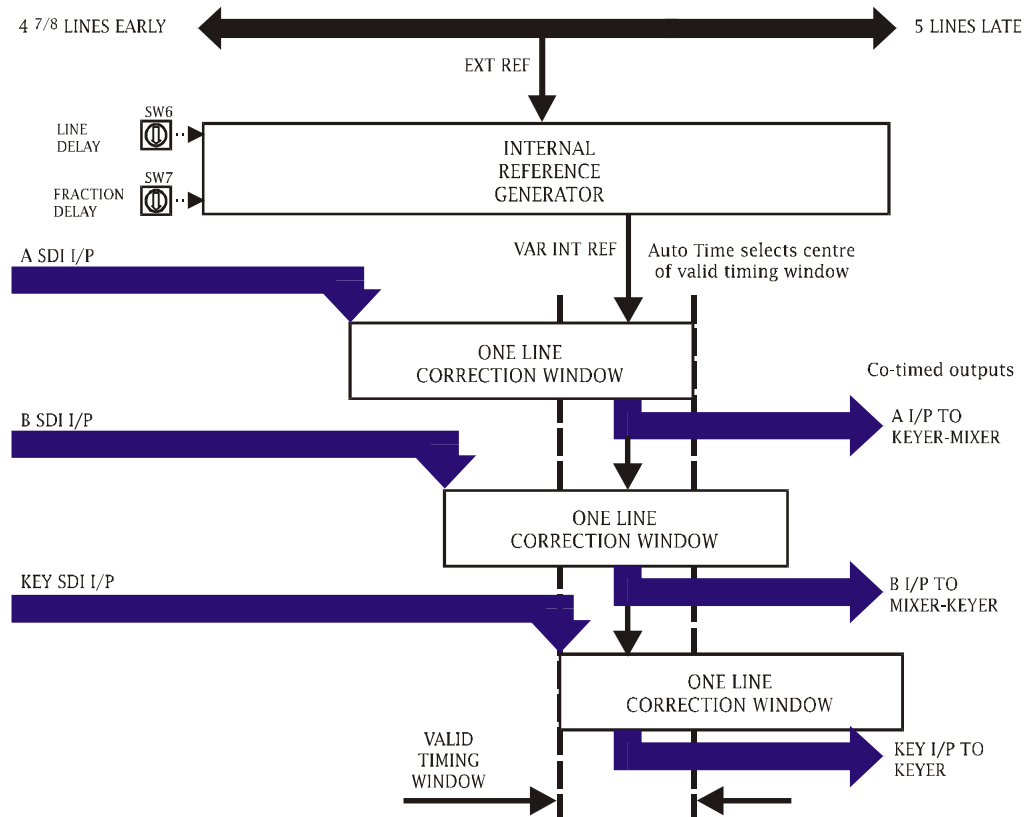 4 7/8 LINES EARLY
5 LINES LATE
EXT REF
SW6
LINE
DELAY
SW7
FRACTION
DELAY
INTERNAL
REFERENCE
GENERATOR
VAR INT REF
Auto Time selects centre
of valid timing window
A SDI I/P
ONE LINE
CORRECTION WINDOW
Co-timed outputs
A I/P TO
KEYER-MIXER
B SDI I/P
ONE LINE
CORRECTION WINDOW
B I/P TO
MIXER-KEYER
KEY SDI I/P
ONE LINE
CORRECTION WINDOW
VALID
TIMING
WINDOW
KEY I/P TO
KEYER